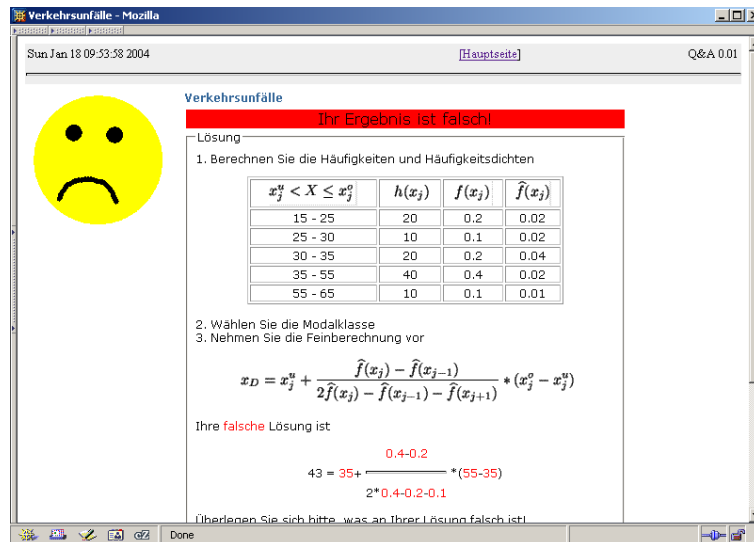 Verkehrsunfälle - Mozilla
Sun Jan 18 09:53:58 2004 [Hauptseite] Q&A 0.01
Verkehrsunfälle
Ihr Ergebnis ist falsch!
Lösung
1. Berechnen Sie die Häufigkeiten und Häufigkeitsdichten
x_j^u < X ≤ x_j^o h(x_j) f(x_j) f̂(x_j)
15 - 25 20 0.2 0.02
25 - 30 10 0.1 0.02
30 - 35 20 0.2 0.04
35 - 55 40 0.4 0.02
55 - 65 10 0.1 0.01
2. Wählen Sie die Modalklasse
3. Nehmen Sie die Feinberechnung vor
x_D = x_j^u + (f̂(x_j) − f̂(x_{j−1})) / (2f̂(x_j) − f̂(x_{j−1}) − f̂(x_{j+1})) * (x_j^o − x_j^u)
Ihre falsche Lösung ist
0.4-0.2
43 = 35+ *(55-35)
2*0.4-0.2-0.1
Überlegen Sie sich bitte, was an Ihrer Lösung falsch ist!
Done